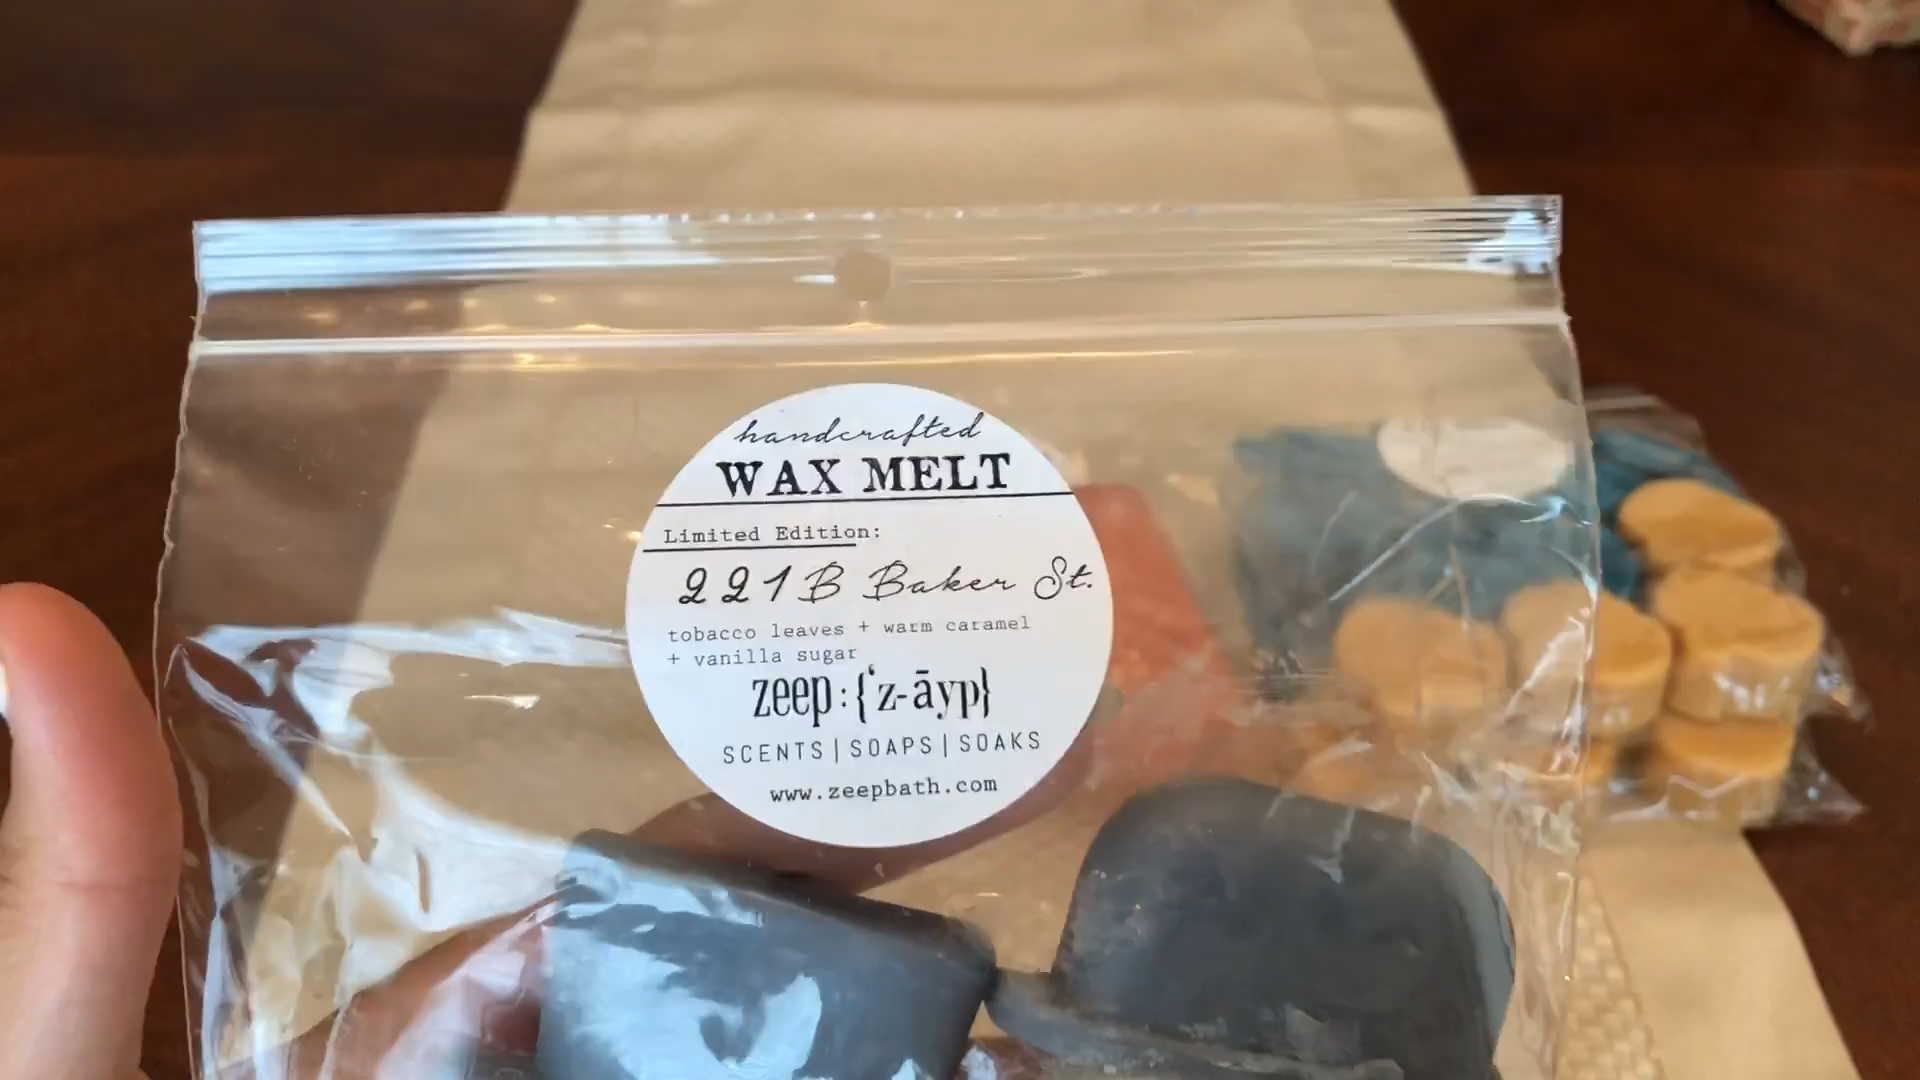 handcrafted
WAX MELT
Limited Edition:
221B Baker St.
tobacco leaves + warm caramel
+ vanilla sugar
zeep:{'z-āyp}
SCENTS|SOAPS|SOAKS
www.zeepbath.com